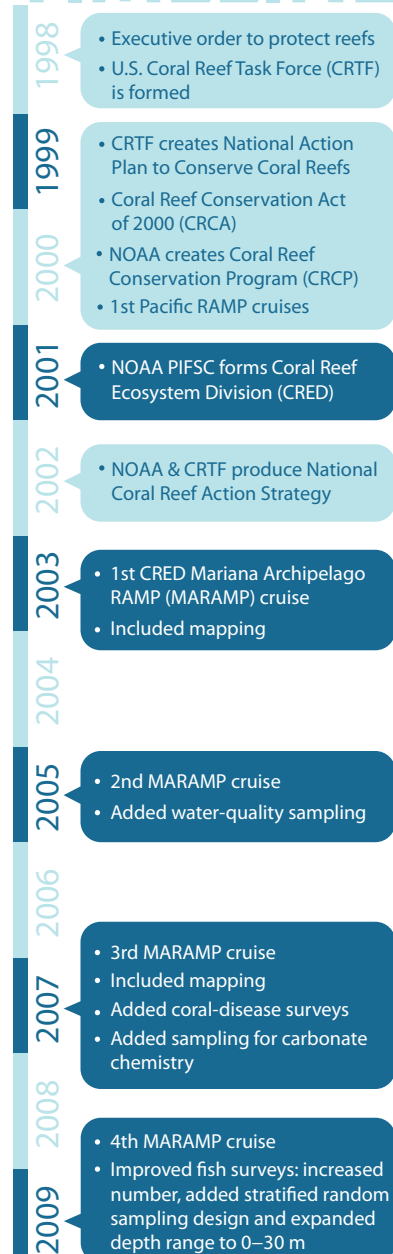 1998
• Executive order to protect reefs
• U.S. Coral Reef Task Force (CRTF)
is formed
1999
• CRTF creates National Action
Plan to Conserve Coral Reefs
• Coral Reef Conservation Act
of 2000 (CRCA)
2000
• NOAA creates Coral Reef
Conservation Program (CRCP)
• 1st Pacific RAMP cruises
2001
• NOAA PIFSC forms Coral Reef
Ecosystem Division (CRED)
2002
• NOAA & CRTF produce National
Coral Reef Action Strategy
2003
• 1st CRED Mariana Archipelago
RAMP (MARAMP) cruise
• Included mapping
2004
2005
• 2nd MARAMP cruise
• Added water-quality sampling
2006
2007
• 3rd MARAMP cruise
• Included mapping
• Added coral-disease surveys
• Added sampling for carbonate
chemistry
2008
2009
• 4th MARAMP cruise
• Improved fish surveys: increased
number, added stratified random
sampling design and expanded
depth range to 0–30 m